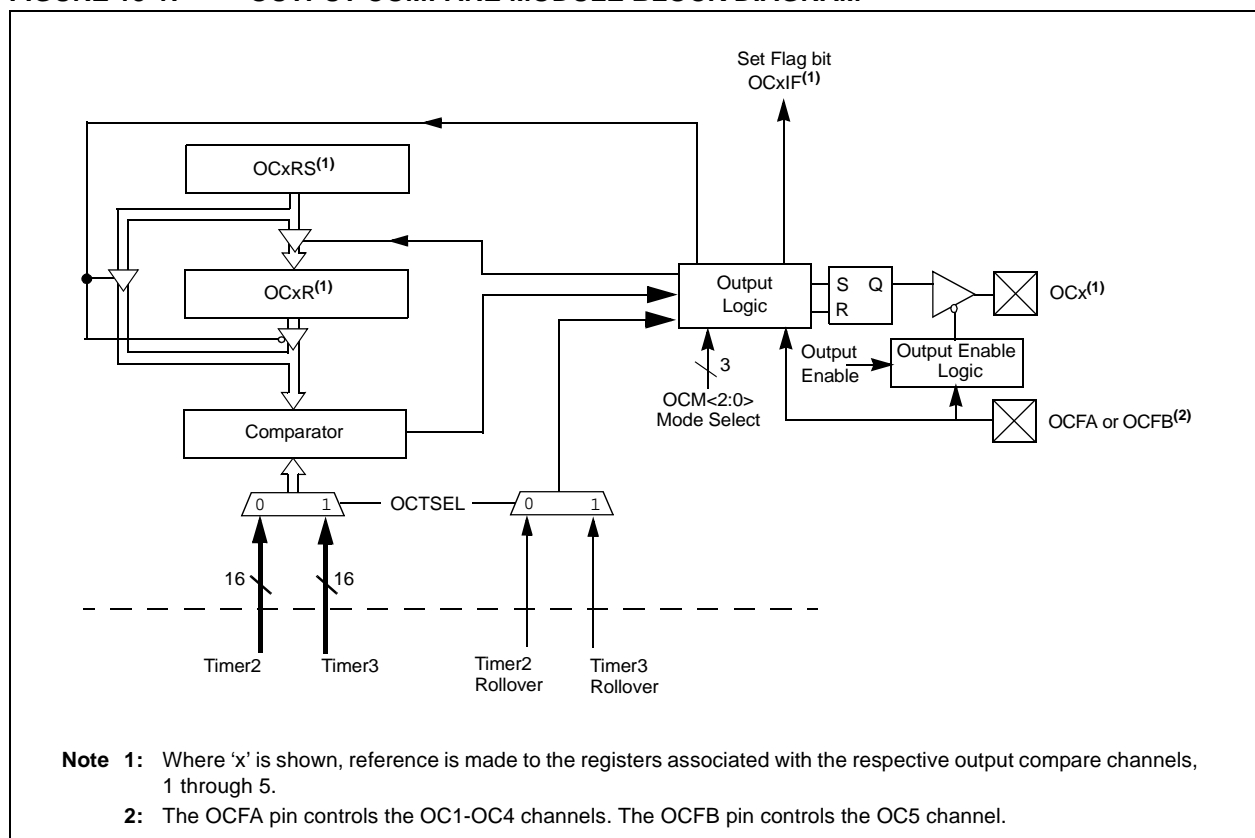 Set Flag bit
OCxIF(1)
OCxRS(1)
OCxR(1)
Output
Logic
S Q
R
OCx(1)
3
Output
Enable
Output Enable
Logic
OCM<2:0>
Mode Select
OCFA or OCFB(2)
Comparator
0 1
OCTSEL
0 1
16
16
Timer2
Timer3
Timer2
Rollover
Timer3
Rollover
Note 1: Where ‘x’ is shown, reference is made to the registers associated with the respective output compare channels,
1 through 5.
2: The OCFA pin controls the OC1-OC4 channels. The OCFB pin controls the OC5 channel.